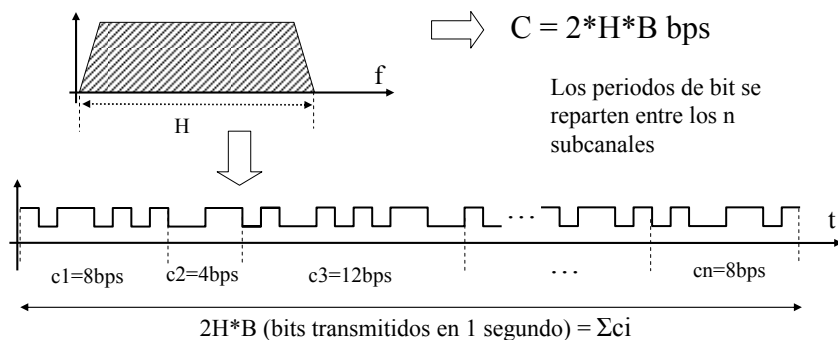 C = 2*H*B bps
f
H
Los periodos de bit se
reparten entre los n
subcanales
... t
c1=8bps c2=4bps c3=12bps ... cn=8bps
2H*B (bits transmitidos en 1 segundo) = Σci